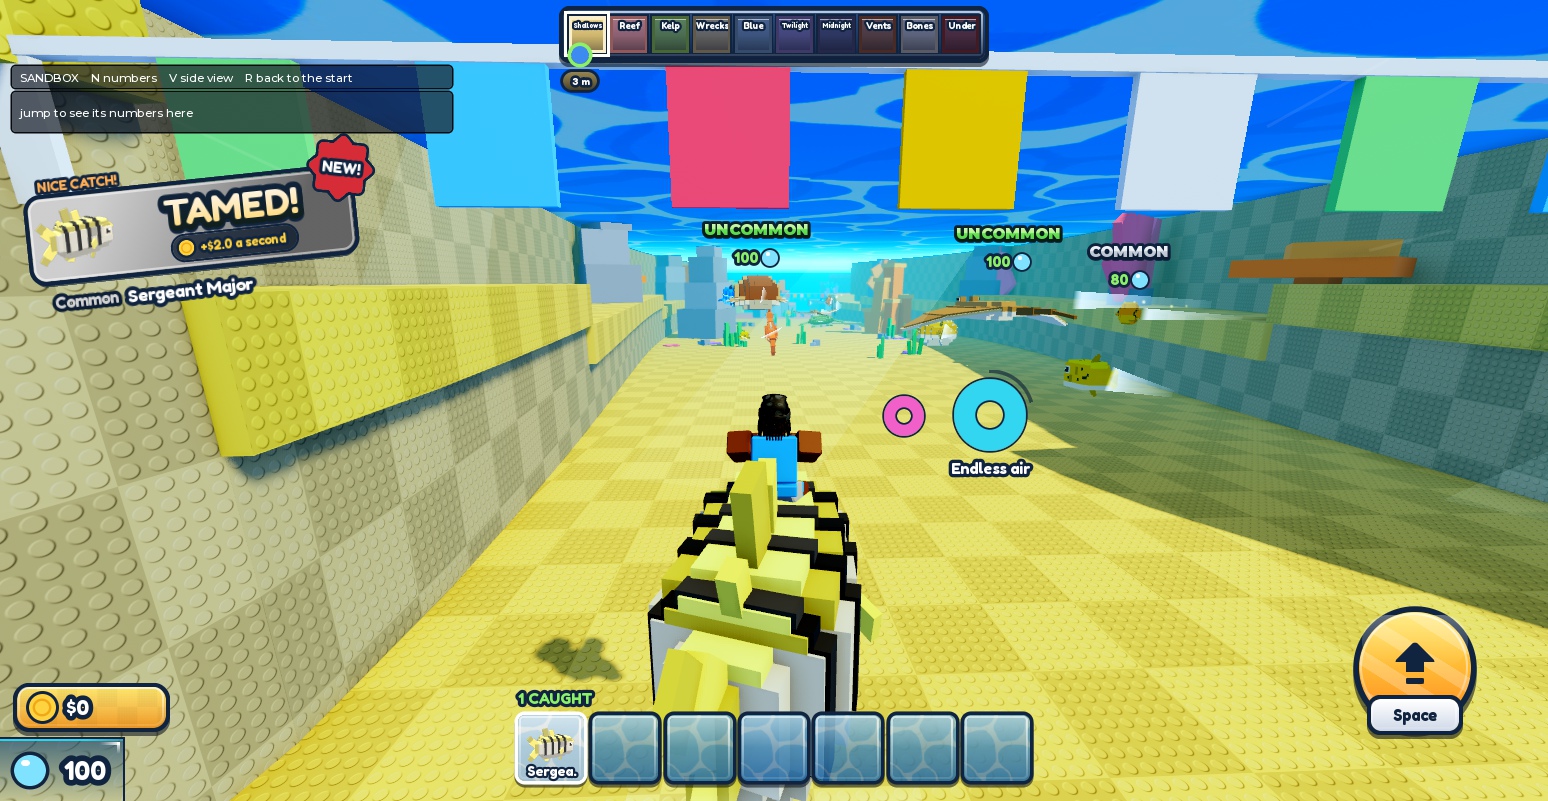 Shallows Reef Kelp Wrecks Blue Twilight Midnight Vents Bones Under
3 m
SANDBOX N numbers V side view R back to the start
jump to see its numbers here
NICE CATCH!
NEW!
TAMED!
+$2.0 a second
Common Sergeant Major
UNCOMMON
100
UNCOMMON
100
COMMON
80
Endless air
Space
1 CAUGHT
Sergea.
$0
100